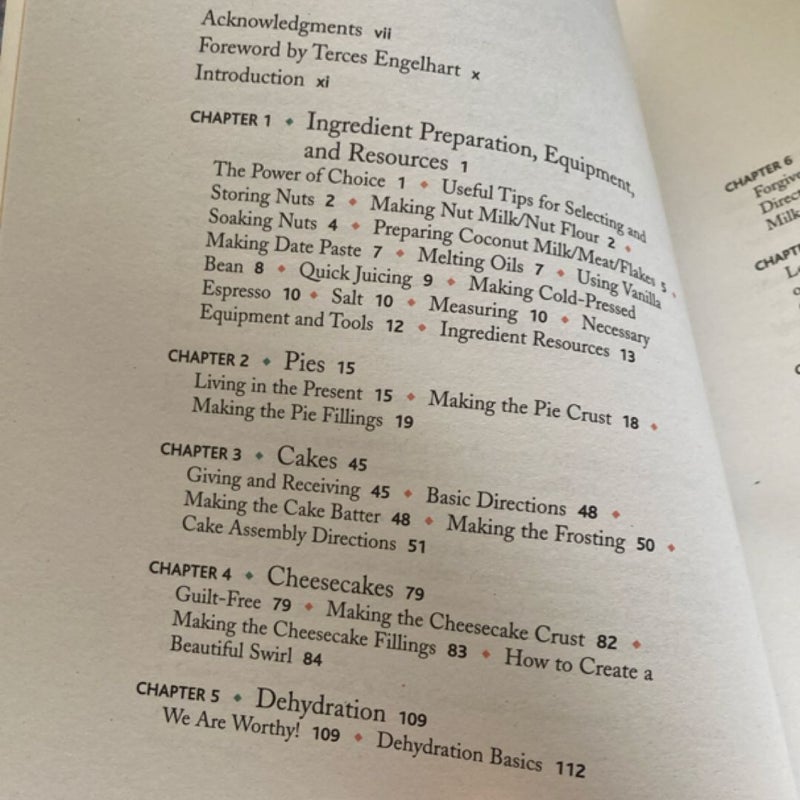 Acknowledgments vii
Foreword by Terces Engelhart x
Introduction xi
CHAPTER 1 ◆ Ingredient Preparation, Equipment,
and Resources 1
The Power of Choice 1 ◆ Useful Tips for Selecting and
Storing Nuts 2 ◆ Making Nut Milk/Nut Flour 2 ◆
Soaking Nuts 4 ◆ Preparing Coconut Milk/Meat/Flakes 5 ◆
Making Date Paste 7 ◆ Melting Oils 7 ◆ Using Vanilla
Bean 8 ◆ Quick Juicing 9 ◆ Making Cold-Pressed
Espresso 10 ◆ Salt 10 ◆ Measuring 10 ◆ Necessary
Equipment and Tools 12 ◆ Ingredient Resources 13
CHAPTER 2 ◆ Pies 15
Living in the Present 15 ◆ Making the Pie Crust 18 ◆
Making the Pie Fillings 19
CHAPTER 3 ◆ Cakes 45
Giving and Receiving 45 ◆ Basic Directions 48 ◆
Making the Cake Batter 48 ◆ Making the Frosting 50 ◆
Cake Assembly Directions 51
CHAPTER 4 ◆ Cheesecakes 79
Guilt-Free 79 ◆ Making the Cheesecake Crust 82 ◆
Making the Cheesecake Fillings 83 ◆ How to Create a
Beautiful Swirl 84
CHAPTER 5 ◆ Dehydration 109
We Are Worthy! 109 ◆ Dehydration Basics 112
CHAPTER 6